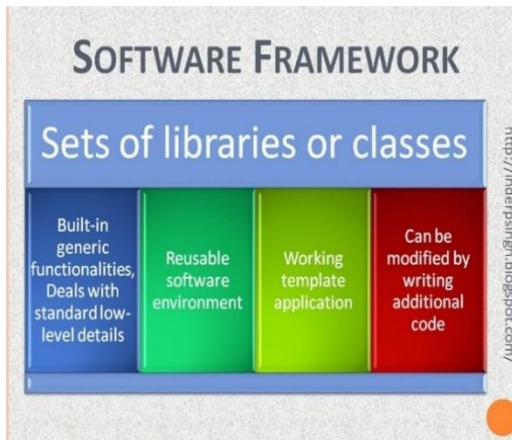 SOFTWARE FRAMEWORK
Sets of libraries or classes
Built-in
generic
functionalities,
Deals with
standard low-
level details
Reusable
software
environment
Working
template
application
Can be
modified by
writing
additional
code
http://inderpsingh.blogspot.com/